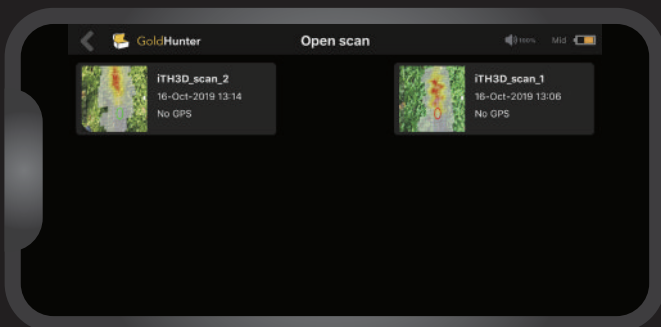 GoldHunter
Open scan
100%
Mid
iTH3D_scan_2
16-Oct-2019 13:14
No GPS
iTH3D_scan_1
16-Oct-2019 13:06
No GPS